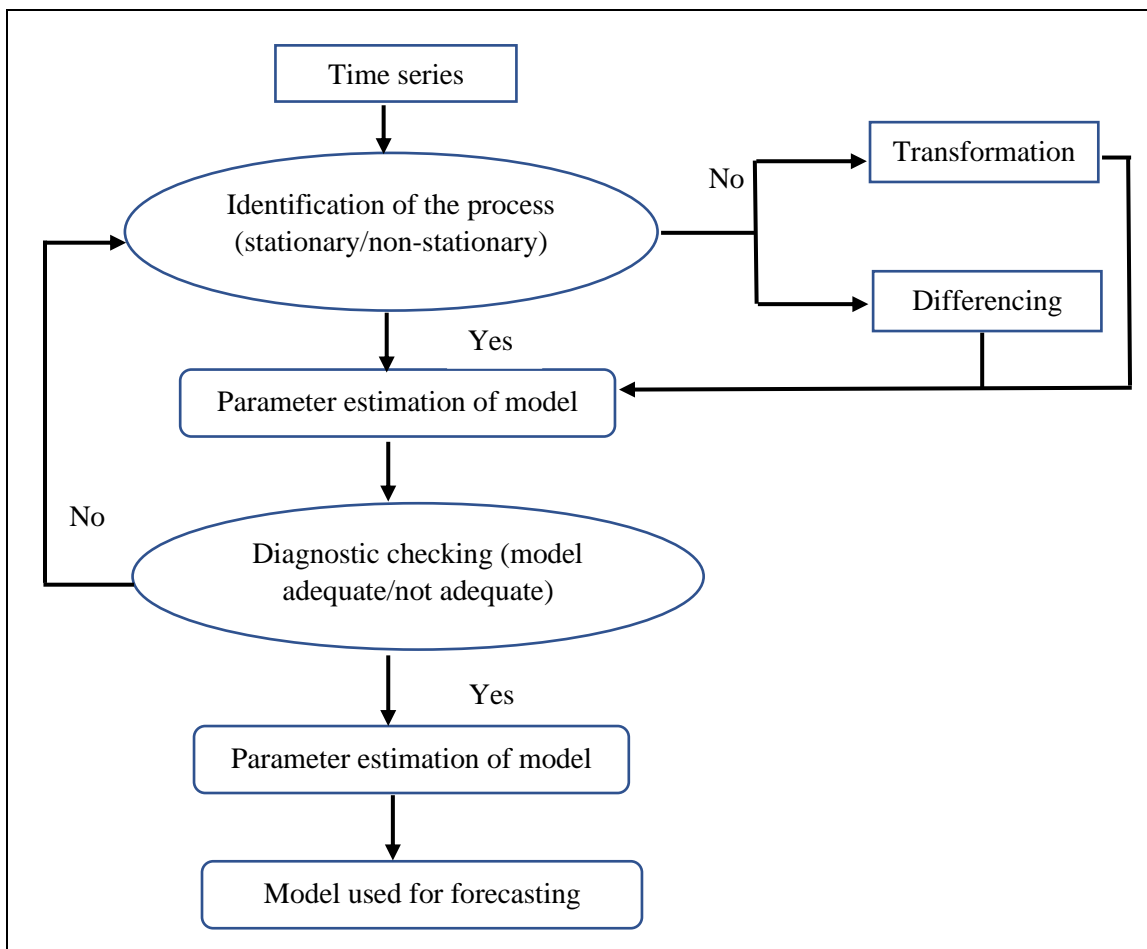 Time series
Identification of the process
(stationary/non-stationary)
No
Transformation
Differencing
Yes
Parameter estimation of model
No
Diagnostic checking (model
adequate/not adequate)
Yes
Parameter estimation of model
Model used for forecasting